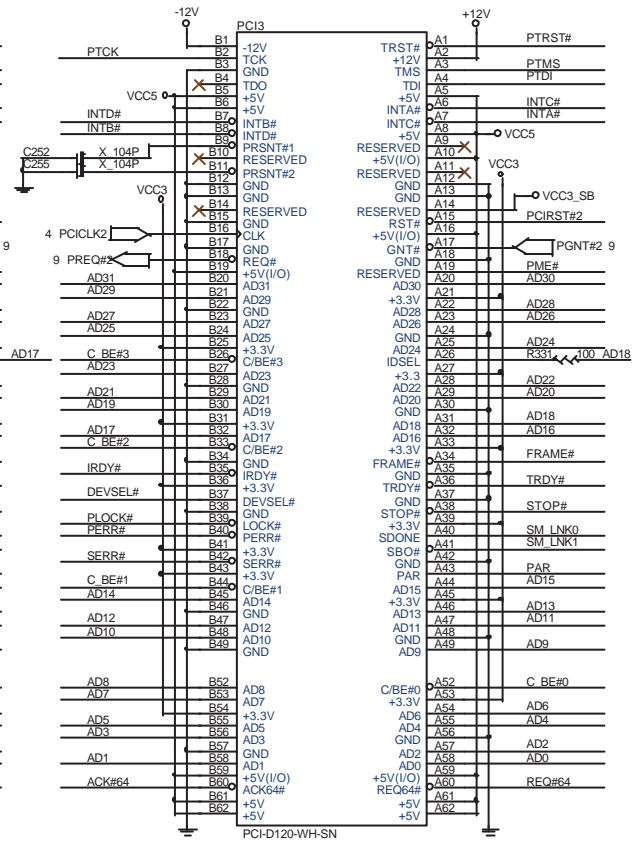 -12V +12V
PCI3
B1 -12V TRST# A1 PTRST#
PTCK B2 TCK +12V A2
B3 GND TMS A3 PTMS
B4 TDO TDI A4 PTDI
VCC5 B5 +5V +5V A5
B6 +5V INTA# A6 INTC#
INTD# B7 INTB# INTC# A7 INTA#
INTB# B8 INTD# +5V A8 VCC5
B9 PRSNT#1 RESERVED A9
C252 X_104P B10 RESERVED +5V(I/O) A10
C255 X_104P B11 PRSNT#2 RESERVED A11 VCC3
B12 GND GND A12
VCC3 B13 GND GND A13
B14 RESERVED RESERVED A14 VCC3_SB
B15 GND RST# A15 PCIRST#2
4 PCICLK2 B16 CLK +5V(I/O) A16
9 B17 GND GNT# A17 PGNT#2 9
9 PREQ#2 B18 REQ# GND A18
B19 +5V(I/O) RESERVED A19 PME#
AD31 B20 AD31 AD30 A20 AD30
AD29 B21 AD29 +3.3V A21
B22 GND AD28 A22 AD28
AD27 B23 AD27 AD26 A23 AD26
AD25 B24 AD25 GND A24
B25 +3.3V AD24 A25 AD24
AD17 C_BE#3 B26 C/BE#3 IDSEL A26 R331 100 AD18
AD23 B27 AD23 +3.3 A27
B28 GND AD22 A28 AD22
AD21 B29 AD21 AD20 A29 AD20
AD19 B30 AD19 GND A30
B31 +3.3V AD18 A31 AD18
AD17 B32 AD17 AD16 A32 AD16
C_BE#2 B33 C/BE#2 +3.3V A33
B34 GND FRAME# A34 FRAME#
IRDY# B35 IRDY# GND A35
B36 +3.3V TRDY# A36 TRDY#
DEVSEL# B37 DEVSEL# GND A37
B38 GND STOP# A38 STOP#
PLOCK# B39 LOCK# +3.3V A39
PERR# B40 PERR# SDONE A40 SM_LNK0
B41 +3.3V SBO# A41 SM_LNK1
SERR# B42 SERR# GND A42
B43 +3.3V PAR A43 PAR
C_BE#1 B44 C/BE#1 AD15 A44 AD15
AD14 B45 AD14 +3.3V A45
B46 GND AD13 A46 AD13
AD12 B47 AD12 AD11 A47 AD11
AD10 B48 AD10 GND A48
B49 GND AD9 A49 AD9
AD8 B52 AD8 C/BE#0 A52 C_BE#0
AD7 B53 AD7 +3.3V A53
B54 +3.3V AD6 A54 AD6
AD5 B55 AD5 AD4 A55 AD4
AD3 B56 AD3 GND A56
B57 GND AD2 A57 AD2
AD1 B58 AD1 AD0 A58 AD0
B59 +5V(I/O) +5V(I/O) A59
ACK#64 B60 ACK64# REQ64# A60 REQ#64
B61 +5V +5V A61
B62 +5V +5V A62
PCI-D120-WH-SN